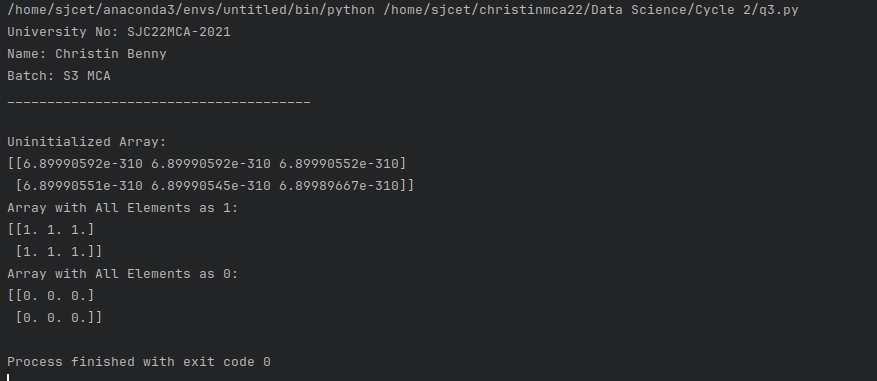 /home/sjcet/anaconda3/envs/untitled/bin/python /home/sjcet/christinmca22/Data Science/Cycle 2/q3.py
University No: SJC22MCA-2021
Name: Christin Benny
Batch: S3 MCA
______________________________________
Uninitialized Array:
[[6.89990592e-310 6.89990592e-310 6.89990552e-310]
 [6.89990551e-310 6.89990545e-310 6.89989667e-310]]
Array with All Elements as 1:
[[1. 1. 1.]
 [1. 1. 1.]]
Array with All Elements as 0:
[[0. 0. 0.]
 [0. 0. 0.]]
Process finished with exit code 0